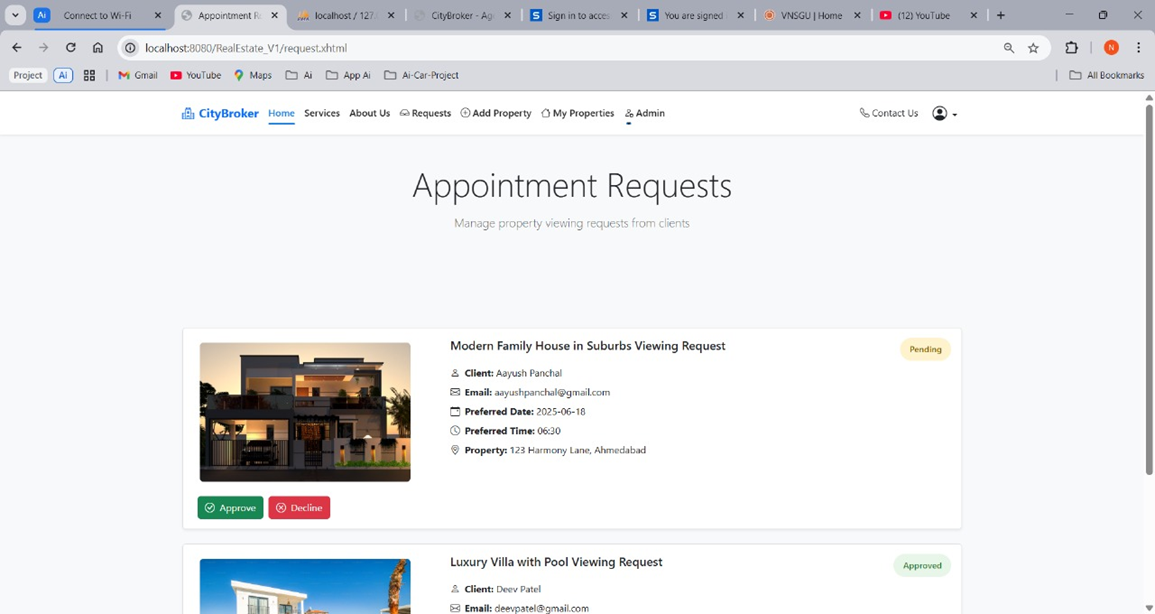 Ai Connect to Wi-Fi
Appointment R
localhost / 127.
CityBroker - Ag
S Sign in to acces
S You are signed
VNSGU | Home
(12) YouTube
localhost:8080/RealEstate_V1/request.xhtml
N
Project
Ai
Gmail
YouTube
Maps
Ai
App Ai
Ai-Car-Project
All Bookmarks
CityBroker
Home
Services
About Us
Requests
Add Property
My Properties
Admin
Contact Us
Appointment Requests
Manage property viewing requests from clients
Modern Family House in Suburbs Viewing Request
Pending
Client: Aayush Panchal
Email: aayushpanchal@gmail.com
Preferred Date: 2025-06-18
Preferred Time: 06:30
Property: 123 Harmony Lane, Ahmedabad
Approve
Decline
Luxury Villa with Pool Viewing Request
Approved
Client: Deev Patel
Email: deevpatel@gmail.com